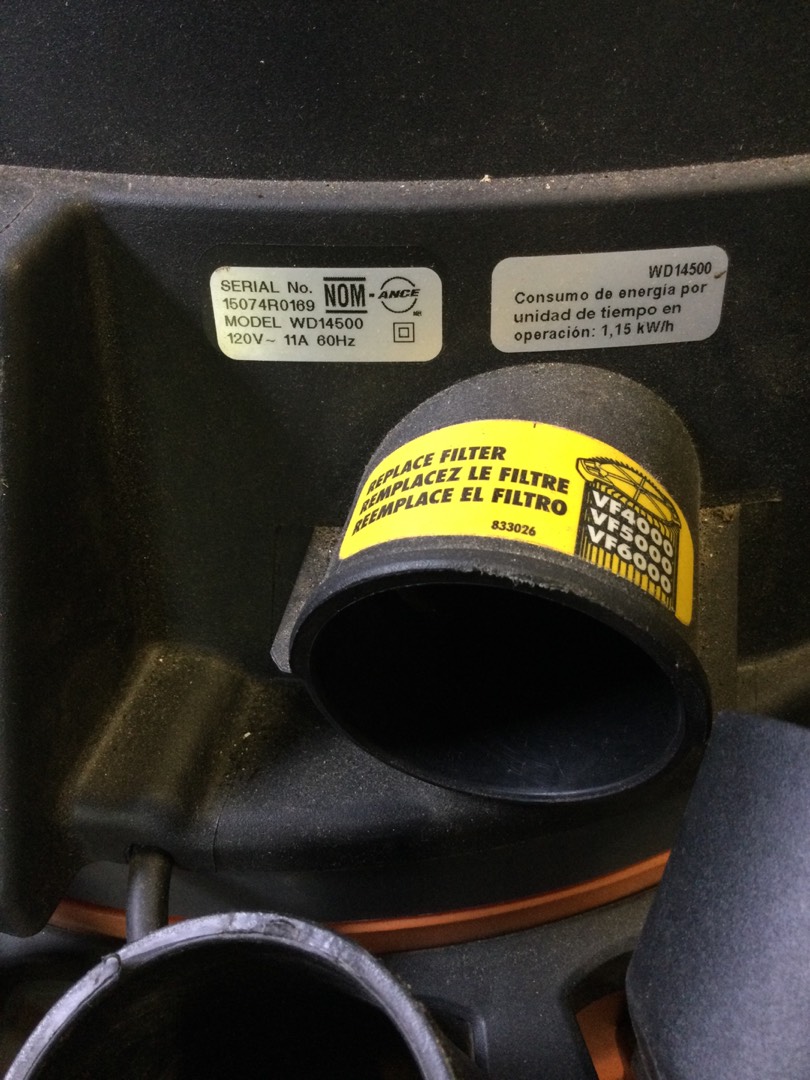 SERIAL No.
15074R0169
MODEL WD14500
120V~ 11A 60Hz
NOM-ANCE
WD14500
Consumo de energía por
unidad de tiempo en
operación: 1,15 kW/h
REPLACE FILTER
REMPLACEZ LE FILTRE
REEMPLACE EL FILTRO
833026
VF4000
VF5000
VF6000